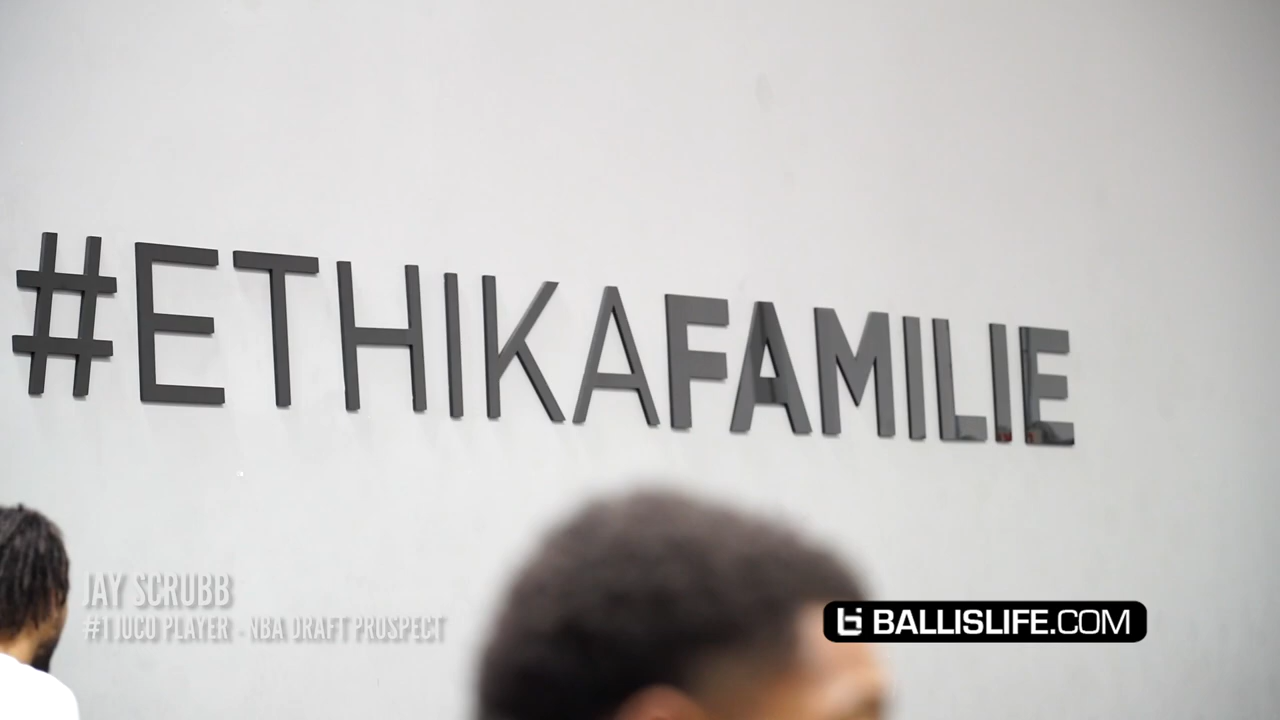 #ETHIKAFAMILIE
JAY SCRUBB
#1 JUCO PLAYER - NBA DRAFT PROSPECT
BALLISLIFE.COM